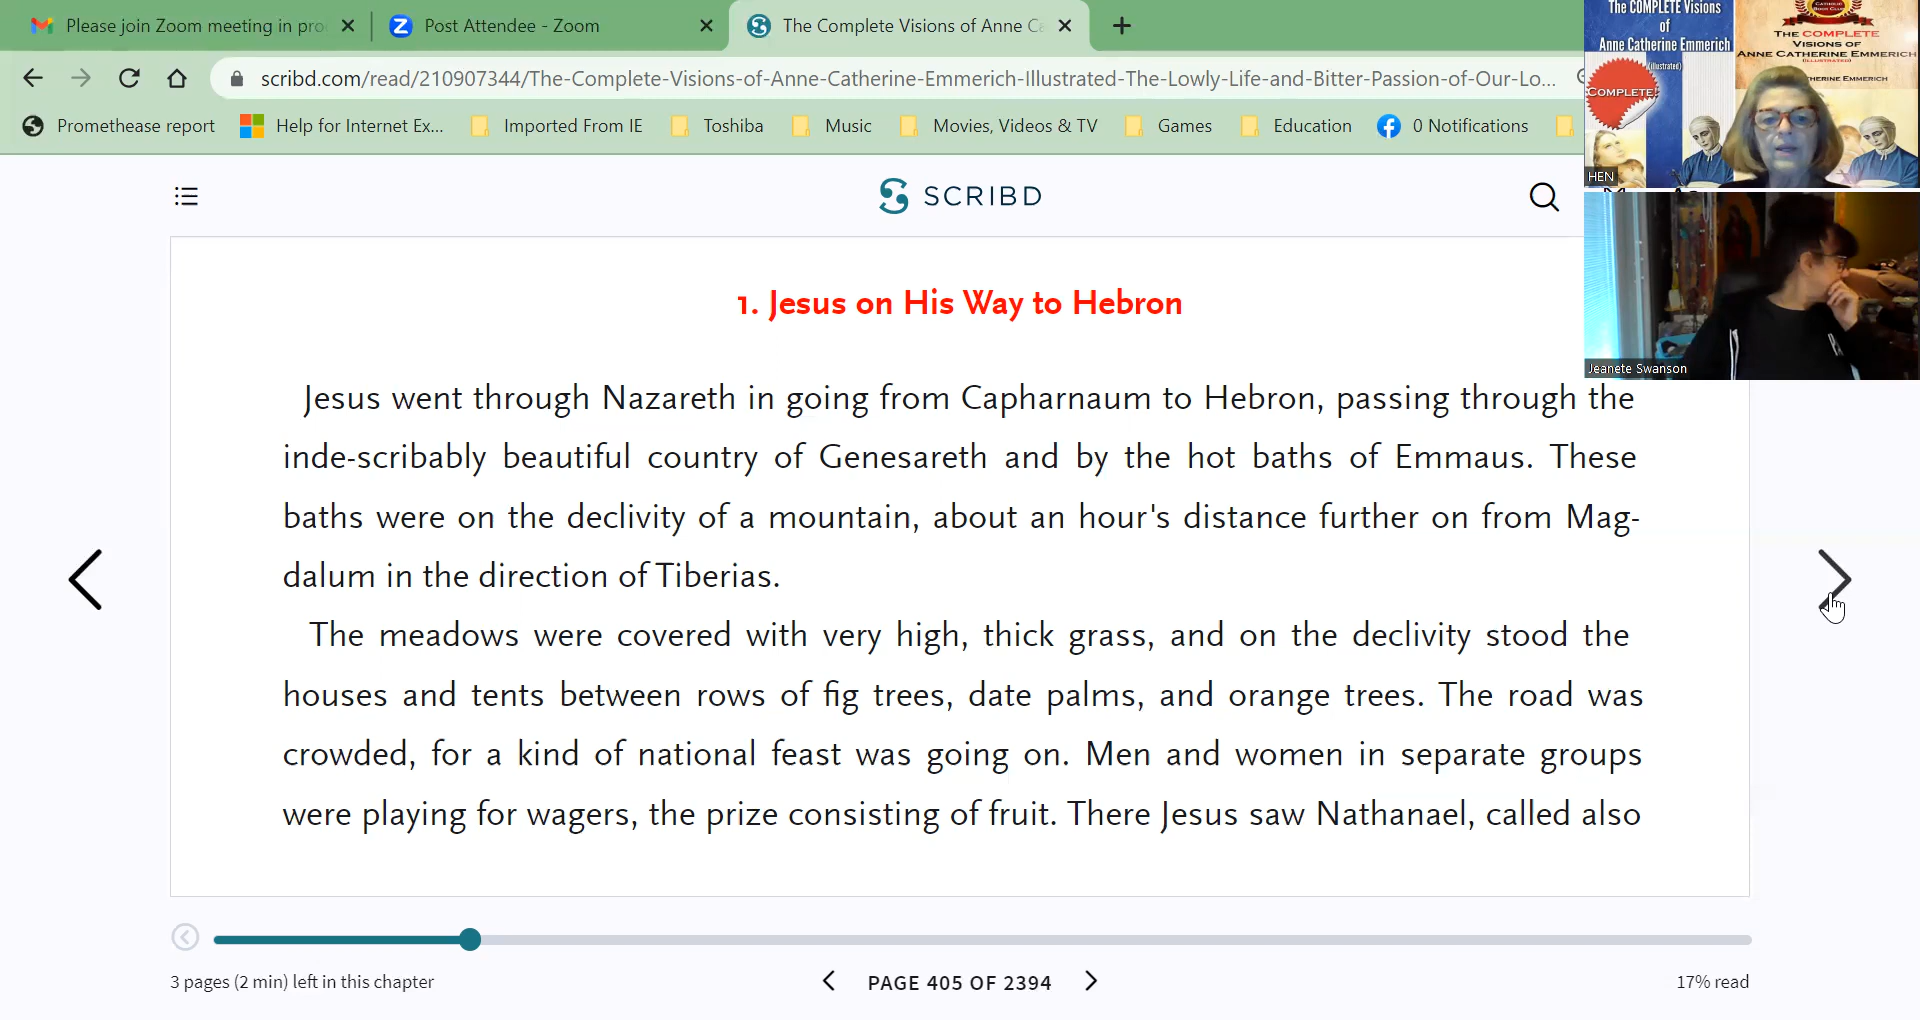 Please join Zoom meeting in pro
Post Attendee - Zoom
The Complete Visions of Anne Ca
scribd.com/read/210907344/The-Complete-Visions-of-Anne-Catherine-Emmerich-Illustrated-The-Lowly-Life-and-Bitter-Passion-of-Our-Lo...
Promethease report
Help for Internet Ex...
Imported From IE
Toshiba
Music
Movies, Videos & TV
Games
Education
0 Notifications
The COMPLETE Visions
of
Anne Catherine Emmerich
(Illustrated)
COMPLETE!
CATHOLIC
BOOK CLUB
THE COMPLETE
VISIONS OF
ANNE CATHERINE EMMERICH
(ILLUSTRATED)
HERINE EMMERICH
HEN
Jeanete Swanson
SCRIBD
1. Jesus on His Way to Hebron
Jesus went through Nazareth in going from Capharnaum to Hebron, passing through the
inde-scribably beautiful country of Genesareth and by the hot baths of Emmaus. These
baths were on the declivity of a mountain, about an hour's distance further on from Mag-
dalum in the direction of Tiberias.
The meadows were covered with very high, thick grass, and on the declivity stood the
houses and tents between rows of fig trees, date palms, and orange trees. The road was
crowded, for a kind of national feast was going on. Men and women in separate groups
were playing for wagers, the prize consisting of fruit. There Jesus saw Nathanael, called also
3 pages (2 min) left in this chapter
PAGE 405 OF 2394
17% read